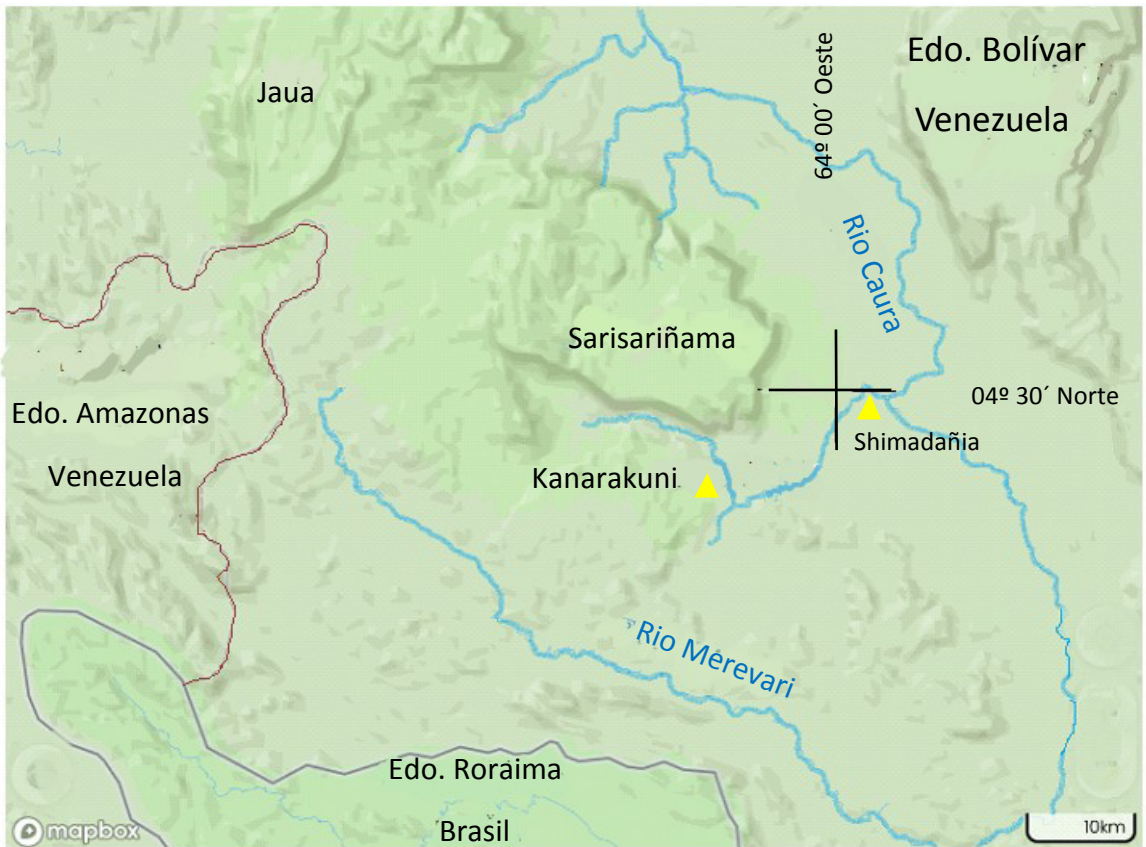 Edo. Bolívar
Venezuela
Jaua
64º 00´ Oeste
Rio Caura
Sarisariñama
04º 30´ Norte
Edo. Amazonas
Venezuela
Shimadañia
Kanarakuni
Rio Merevari
Edo. Roraima
Brasil
mapbox
10km